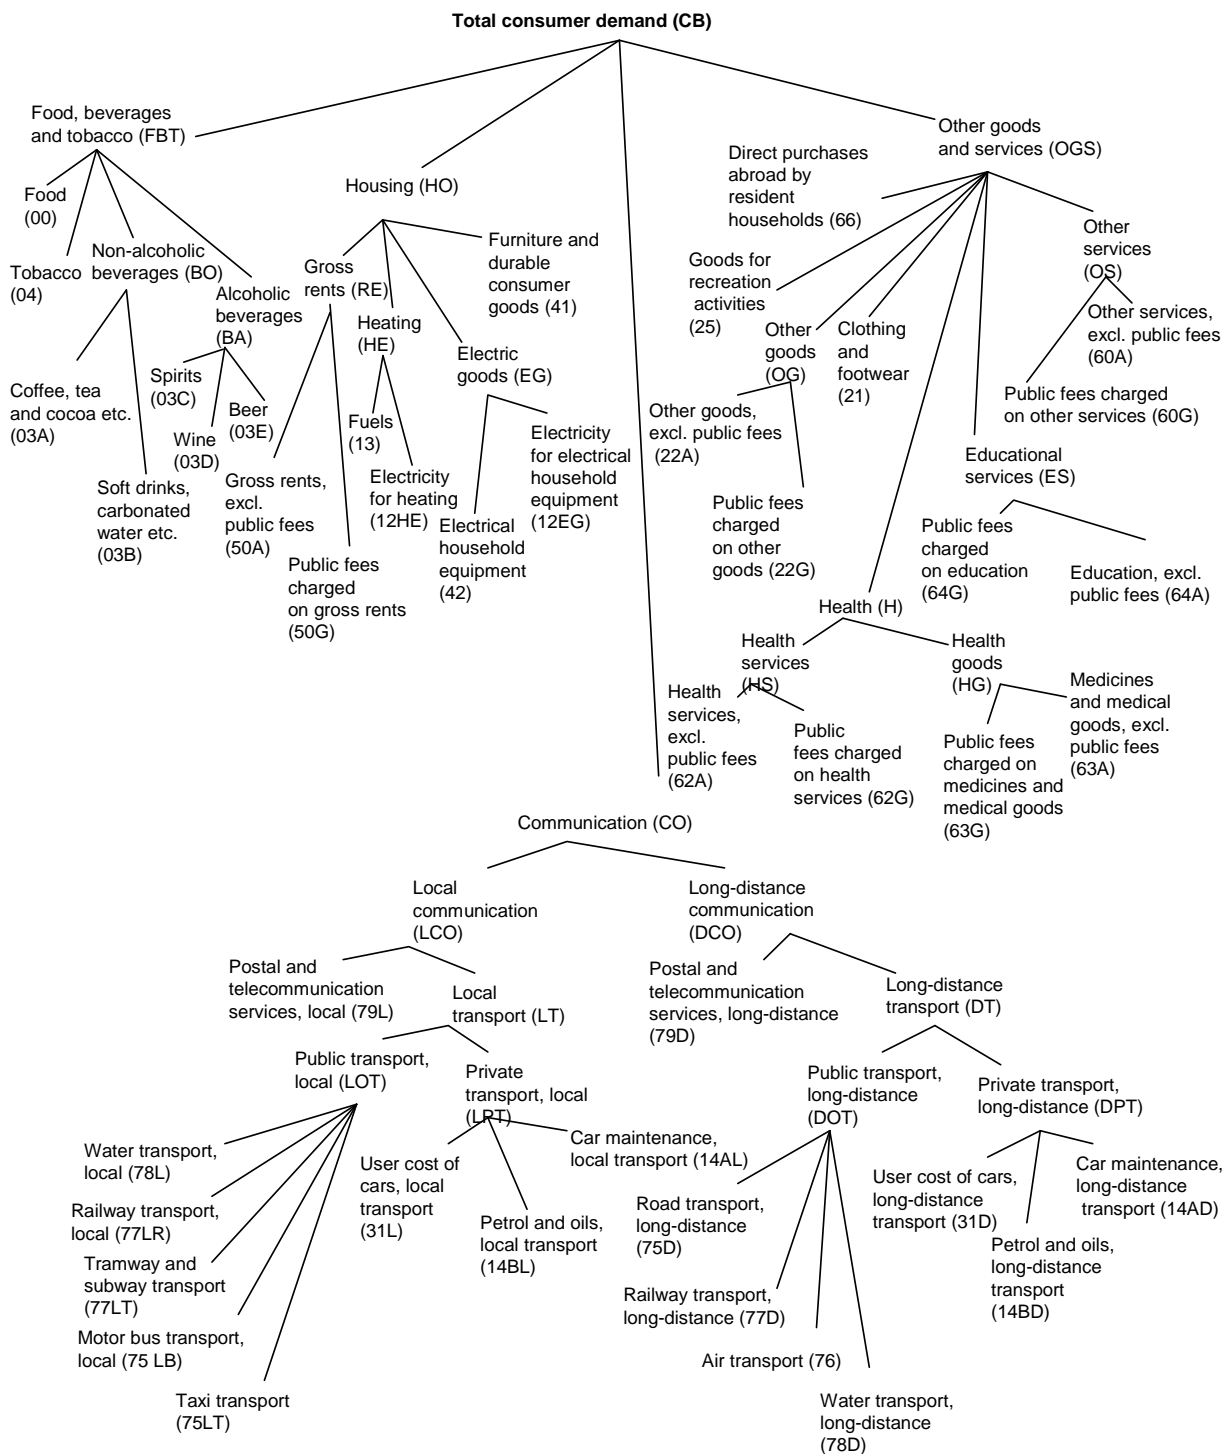 Total consumer demand (CB)
Food, beverages
and tobacco (FBT)
Food
(00)
Tobacco
(04)
Non-alcoholic
beverages (BO)
Coffee, tea
and cocoa etc.
(03A)
Soft drinks,
carbonated
water etc.
(03B)
Alcoholic
beverages
(BA)
Spirits
(03C)
Wine
(03D)
Beer
(03E)
Housing (HO)
Gross
rents (RE)
Gross rents,
excl.
public fees
(50A)
Public fees
charged
on gross rents
(50G)
Heating
(HE)
Fuels
(13)
Electricity
for heating
(12HE)
Electric
goods (EG)
Electrical
household
equipment
(42)
Electricity
for electrical
household
equipment
(12EG)
Furniture and
durable
consumer
goods (41)
Other goods
and services (OGS)
Direct purchases
abroad by
resident
households (66)
Goods for
recreation
activities
(25)
Other
goods
(OG)
Other goods,
excl. public fees
(22A)
Public fees
charged
on other
goods (22G)
Clothing
and
footwear
(21)
Health (H)
Health
services
(HS)
Health
services,
excl.
public fees
(62A)
Public
fees charged
on health
services (62G)
Health
goods
(HG)
Public fees
charged on
medicines and
medical goods
(63G)
Medicines
and medical
goods, excl.
public fees
(63A)
Educational
services (ES)
Public fees
charged
on education
(64G)
Education, excl.
public fees (64A)
Other
services
(OS)
Other services,
excl. public fees
(60A)
Public fees charged
on other services (60G)
Communication (CO)
Local
communication
(LCO)
Postal and
telecommunication
services, local (79L)
Local
transport (LT)
Public transport,
local (LOT)
Water transport,
local (78L)
Railway transport,
local (77LR)
Tramway and
subway transport
(77LT)
Motor bus transport,
local (75 LB)
Taxi transport
(75LT)
Private
transport, local
(LPT)
User cost of
cars, local
transport
(31L)
Petrol and oils,
local transport
(14BL)
Car maintenance,
local transport (14AL)
Long-distance
communication
(DCO)
Postal and
telecommunication
services, long-distance
(79D)
Long-distance
transport (DT)
Public transport,
long-distance
(DOT)
Road transport,
long-distance
(75D)
Railway transport,
long-distance (77D)
Air transport (76)
Water transport,
long-distance
(78D)
Private transport,
long-distance (DPT)
User cost of cars,
long-distance
transport (31D)
Petrol and oils,
long-distance
transport
(14BD)
Car maintenance,
long-distance
transport (14AD)